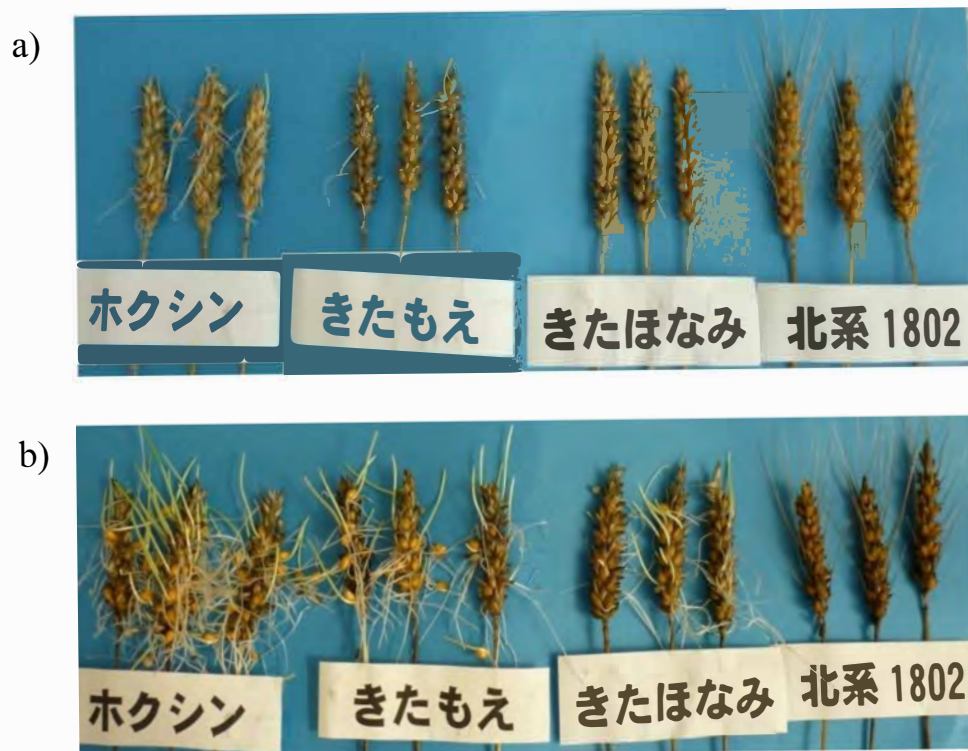 a)
ホクシン
きたもえ
きたほなみ
北系 1802
b)
ホクシン
きたもえ
きたほなみ
北系 1802